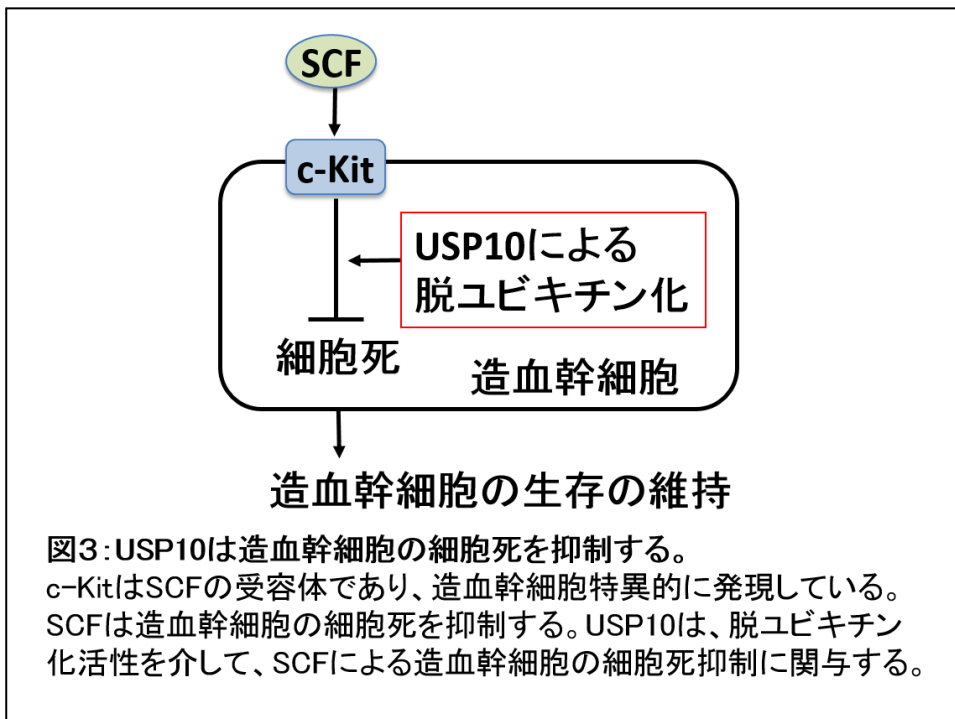 SCF
c-Kit
USP10による
脱ユビキチン化
細胞死
造血幹細胞
造血幹細胞の生存の維持
図3：USP10は造血幹細胞の細胞死を抑制する。
c-KitはSCFの受容体であり、造血幹細胞特異的に発現している。
SCFは造血幹細胞の細胞死を抑制する。USP10は、脱ユビキチン
化活性を介して、SCFによる造血幹細胞の細胞死抑制に関与する。